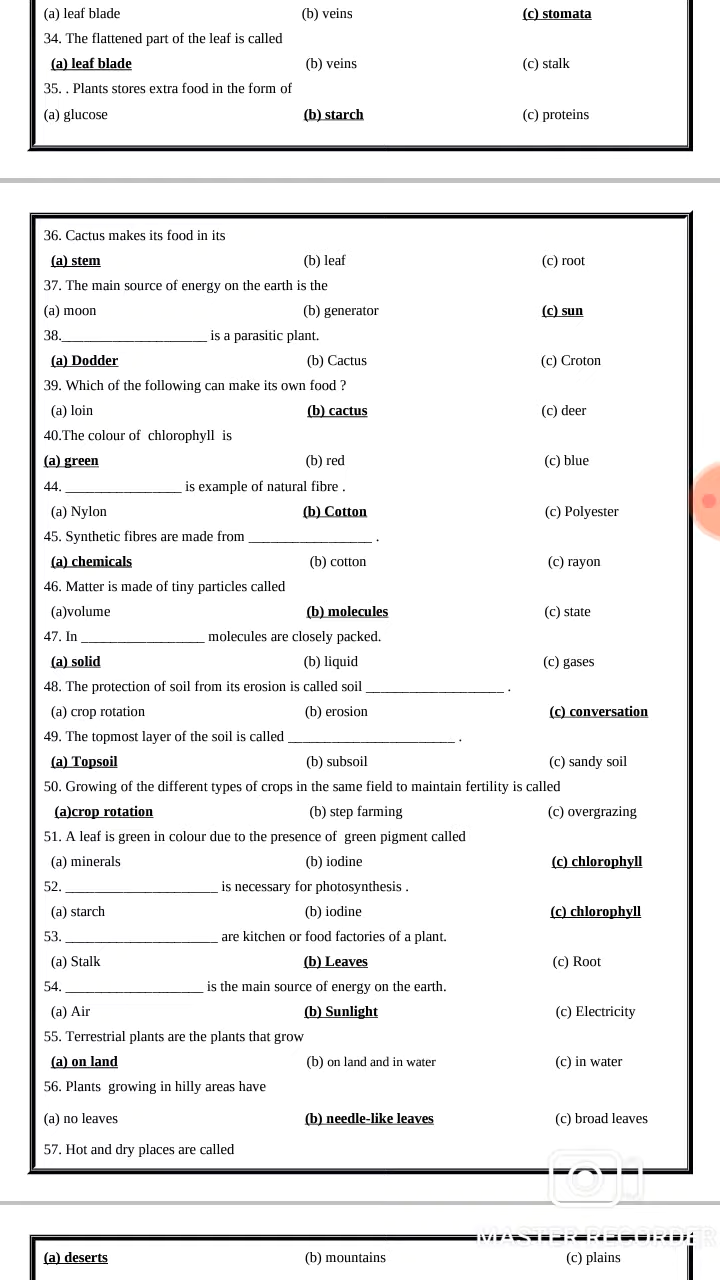 (a) leaf blade (b) veins (c) stomata
34. The flattened part of the leaf is called
(a) leaf blade (b) veins (c) stalk
35. . Plants stores extra food in the form of
(a) glucose (b) starch (c) proteins
36. Cactus makes its food in its
(a) stem (b) leaf (c) root
37. The main source of energy on the earth is the
(a) moon (b) generator (c) sun
38.____________________ is a parasitic plant.
(a) Dodder (b) Cactus (c) Croton
39. Which of the following can make its own food ?
(a) loin (b) cactus (c) deer
40.The colour of chlorophyll is
(a) green (b) red (c) blue
44. ________________ is example of natural fibre .
(a) Nylon (b) Cotton (c) Polyester
45. Synthetic fibres are made from _________________ .
(a) chemicals (b) cotton (c) rayon
46. Matter is made of tiny particles called
(a)volume (b) molecules (c) state
47. In _________________ molecules are closely packed.
(a) solid (b) liquid (c) gases
48. The protection of soil from its erosion is called soil ___________________ .
(a) crop rotation (b) erosion (c) conversation
49. The topmost layer of the soil is called _______________________ .
(a) Topsoil (b) subsoil (c) sandy soil
50. Growing of the different types of crops in the same field to maintain fertility is called
(a)crop rotation (b) step farming (c) overgrazing
51. A leaf is green in colour due to the presence of green pigment called
(a) minerals (b) iodine (c) chlorophyll
52. _____________________ is necessary for photosynthesis .
(a) starch (b) iodine (c) chlorophyll
53. _____________________ are kitchen or food factories of a plant.
(a) Stalk (b) Leaves (c) Root
54. ___________________ is the main source of energy on the earth.
(a) Air (b) Sunlight (c) Electricity
55. Terrestrial plants are the plants that grow
(a) on land (b) on land and in water (c) in water
56. Plants growing in hilly areas have
(a) no leaves (b) needle-like leaves (c) broad leaves
57. Hot and dry places are called
MASTER RECORDER
(a) deserts (b) mountains (c) plains